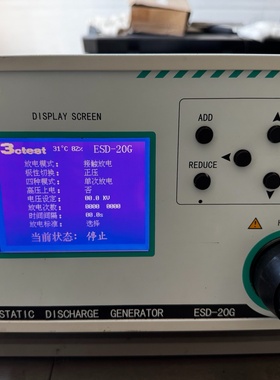 DISPLAY SCREEN
3ctest 31°C 82% ESD-20G
放电模式: 接触放电
极性切换: 正压
四种模式: 单次放电
高压上电: 否
电压设定: 00.0 KV
放电次数: 0000 0000
时间间隔: 00.0s
放电标准: 选择
当前状态: 停止
ADD
REDUCE
STATIC DISCHARGE GENERATOR ESD-20G